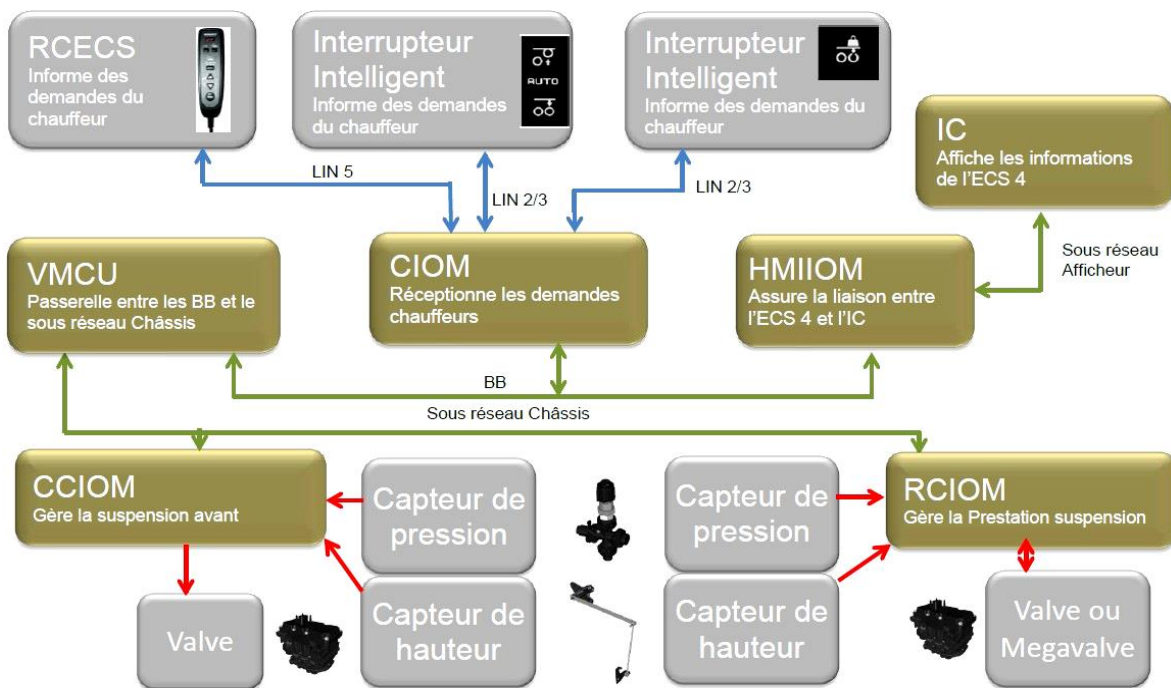 RCECS
Informe des
demandes du
chauffeur
Interrupteur
Intelligent
Informe des demandes
du chauffeur
AUTO
Interrupteur
Intelligent
Informe des demandes du
chauffeur
IC
Affiche les informations
de l'ECS 4
LIN 5
LIN 2/3
LIN 2/3
Sous réseau
Afficheur
VMCU
Passerelle entre les BB et le
sous réseau Châssis
CIOM
Réceptionne les demandes
chauffeurs
HMIIOM
Assure la liaison entre
l'ECS 4 et l'IC
BB
Sous réseau Châssis
CCIOM
Gère la suspension avant
Capteur de
pression
Capteur de
pression
RCIOM
Gère la Prestation suspension
Valve
Capteur de
hauteur
Capteur de
hauteur
Valve ou
Megavalve